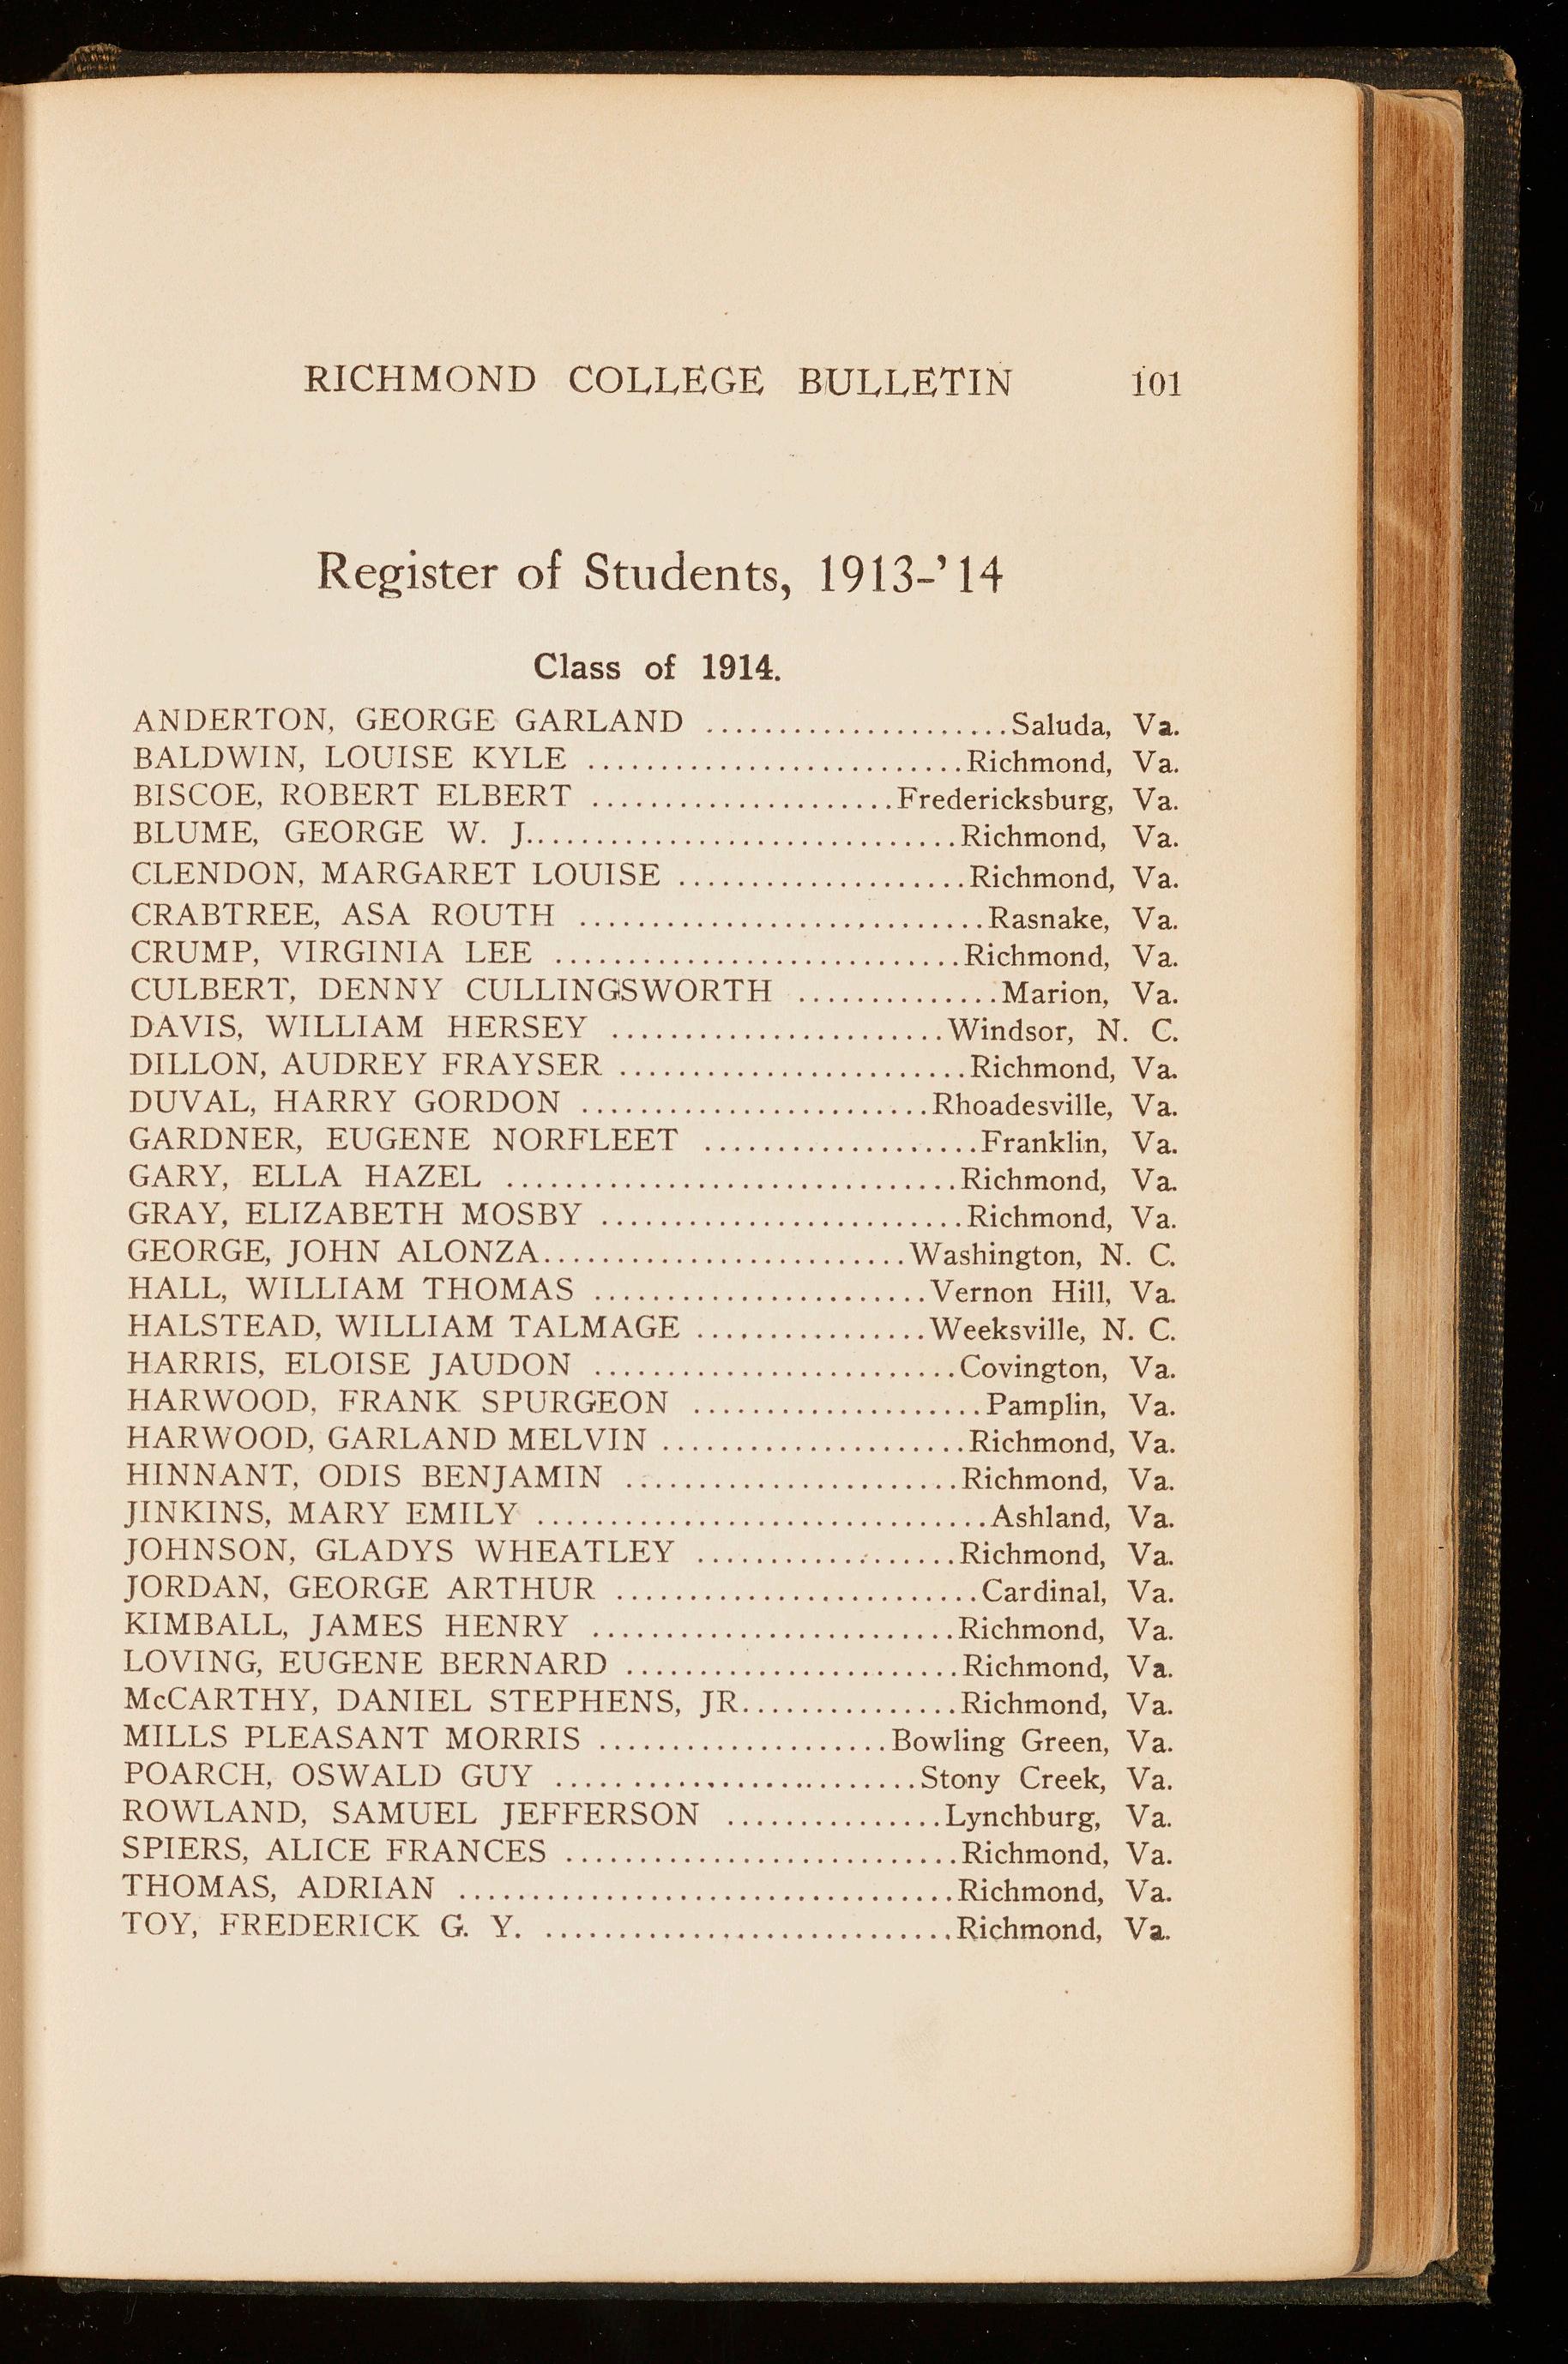 RICHMOND COLLEGE BULLETIN 101
Register of Students, 1913-'14
Class of 1914.
ANDERTON, GEORGE GARLAND ......................Saluda, Va.
BALDWIN, LOUISE KYLE ..........................Richmond, Va.
BISCOE, ROBERT ELBERT .....................Fredericksburg, Va.
BLUME, GEORGE W. J..............................Richmond, Va.
CLENDON, MARGARET LOUISE ....................Richmond, Va.
CRABTREE, ASA ROUTH ............................Rasnake, Va.
CRUMP, VIRGINIA LEE ............................Richmond, Va.
CULBERT, DENNY CULLINGSWORTH ..............Marion, Va.
DAVIS, WILLIAM HERSEY .......................Windsor, N. C.
DILLON, AUDREY FRAYSER ........................Richmond, Va.
DUVAL, HARRY GORDON ........................Rhoadesville, Va.
GARDNER, EUGENE NORFLEET ...................Franklin, Va.
GARY, ELLA HAZEL ...............................Richmond, Va.
GRAY, ELIZABETH MOSBY .........................Richmond, Va.
GEORGE, JOHN ALONZA.........................Washington, N. C.
HALL, WILLIAM THOMAS .......................Vernon Hill, Va.
HALSTEAD, WILLIAM TALMAGE ................Weeksville, N. C.
HARRIS, ELOISE JAUDON .........................Covington, Va.
HARWOOD, FRANK SPURGEON ....................Pamplin, Va.
HARWOOD, GARLAND MELVIN .....................Richmond, Va.
HINNANT, ODIS BENJAMIN .......................Richmond, Va.
JINKINS, MARY EMILY ...............................Ashland, Va.
JOHNSON, GLADYS WHEATLEY ..................Richmond, Va.
JORDAN, GEORGE ARTHUR .........................Cardinal, Va.
KIMBALL, JAMES HENRY .........................Richmond, Va.
LOVING, EUGENE BERNARD .......................Richmond, Va.
McCARTHY, DANIEL STEPHENS, JR...............Richmond, Va.
MILLS PLEASANT MORRIS ....................Bowling Green, Va.
POARCH, OSWALD GUY .........................Stony Creek, Va.
ROWLAND, SAMUEL JEFFERSON ...............Lynchburg, Va.
SPIERS, ALICE FRANCES ...........................Richmond, Va.
THOMAS, ADRIAN ..................................Richmond, Va.
TOY, FREDERICK G. Y. ............................Richmond, Va.